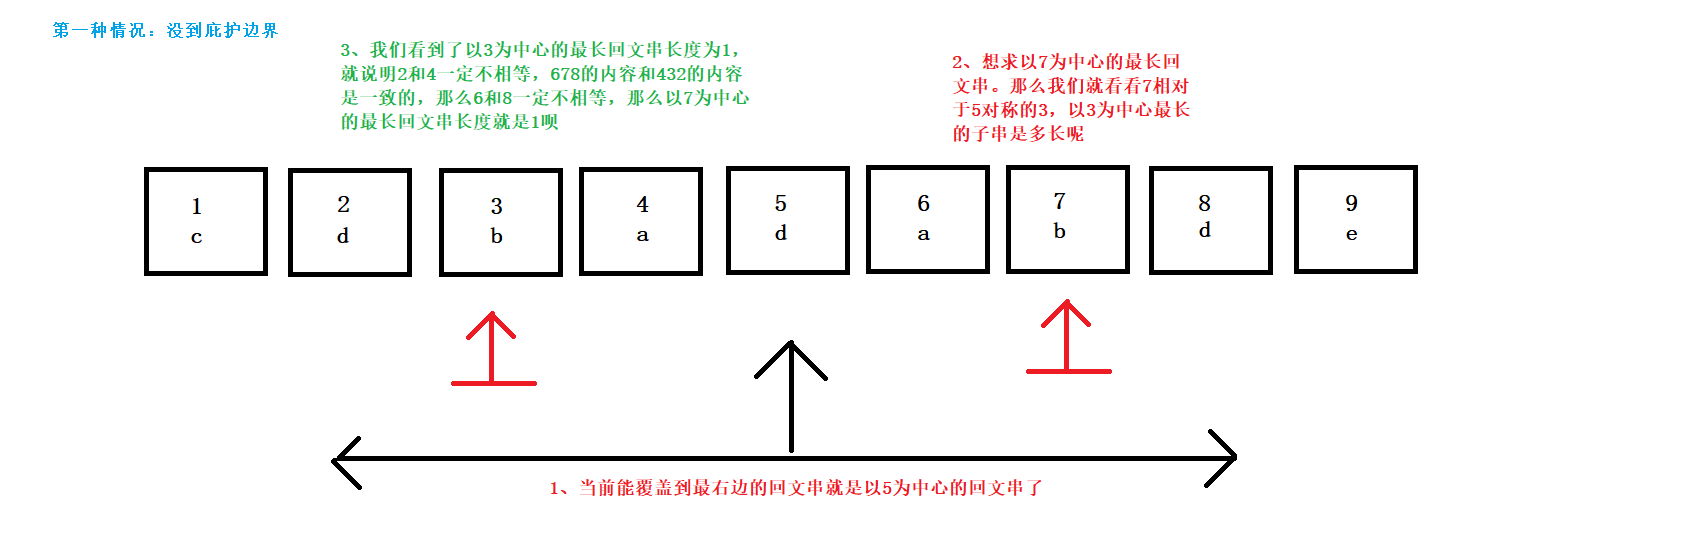 第一种情况：没到庇护边界
3、我们看到了以3为中心的最长回文串长度为1，
就说明2和4一定不相等，678的内容和432的内容
是一致的，那么6和8一定不相等，那么以7为中心
的最长回文串长度就是1呗
2、想求以7为中心的最长回
文串。那么我们就看看7相对
于5对称的3，以3为中心最长
的子串是多长呢
1 2 3 4 5 6 7 8 9
c d b a d a b d e
1、当前能覆盖到最右边的回文串就是以5为中心的回文串了